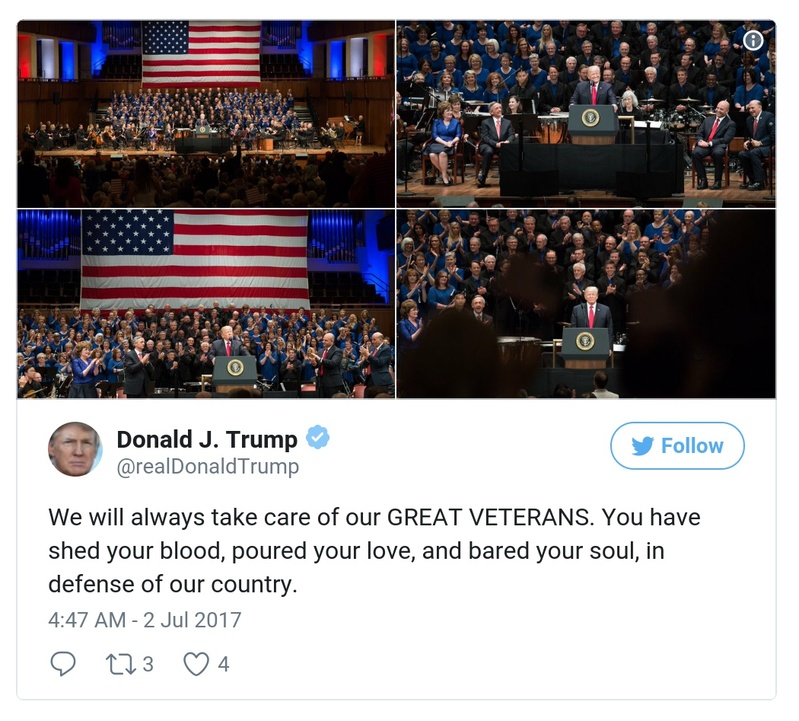 Donald J. Trump
@realDonaldTrump
Follow
We will always take care of our GREAT VETERANS. You have
shed your blood, poured your love, and bared your soul, in
defense of our country.
4:47 AM - 2 Jul 2017
3 4